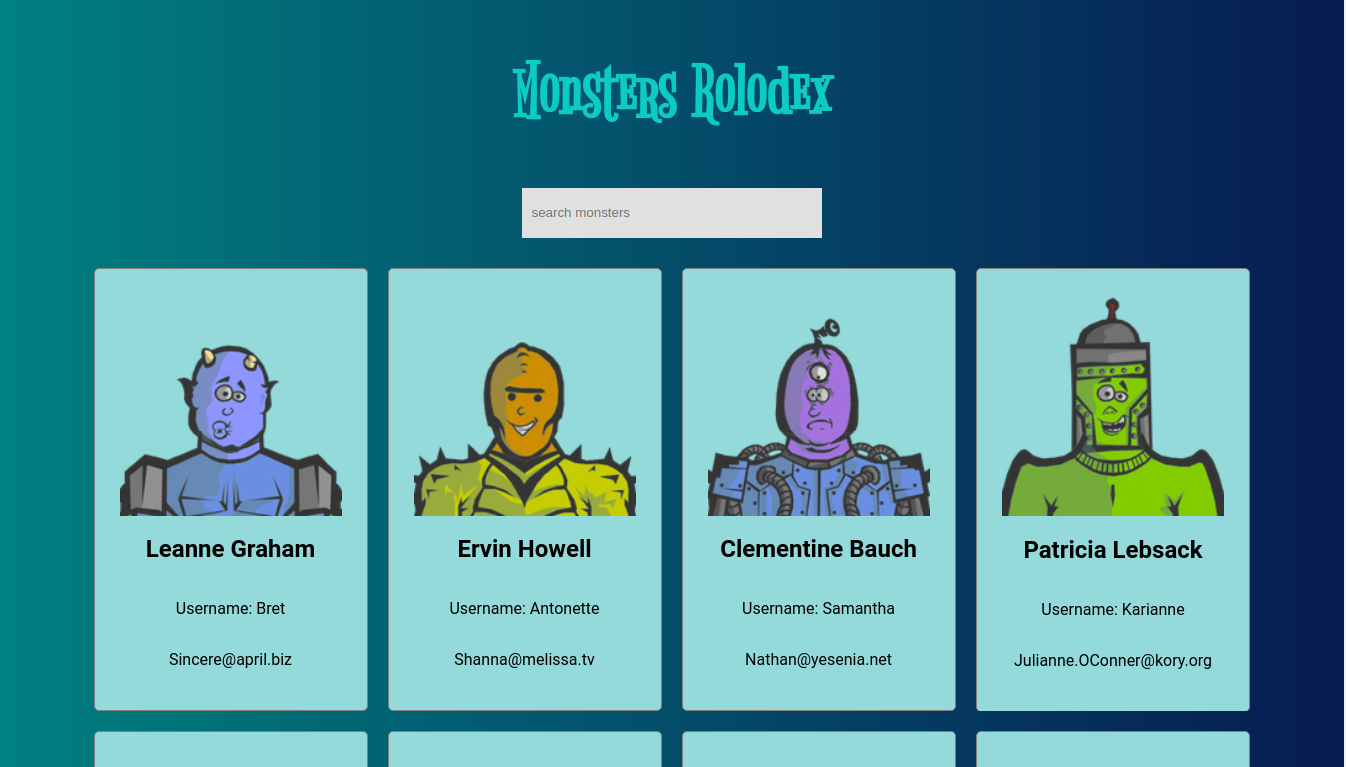 Monsters Rolodex
search monsters
Leanne Graham
Username: Bret
Sincere@april.biz
Ervin Howell
Username: Antonette
Shanna@melissa.tv
Clementine Bauch
Username: Samantha
Nathan@yesenia.net
Patricia Lebsack
Username: Karianne
Julianne.OConner@kory.org